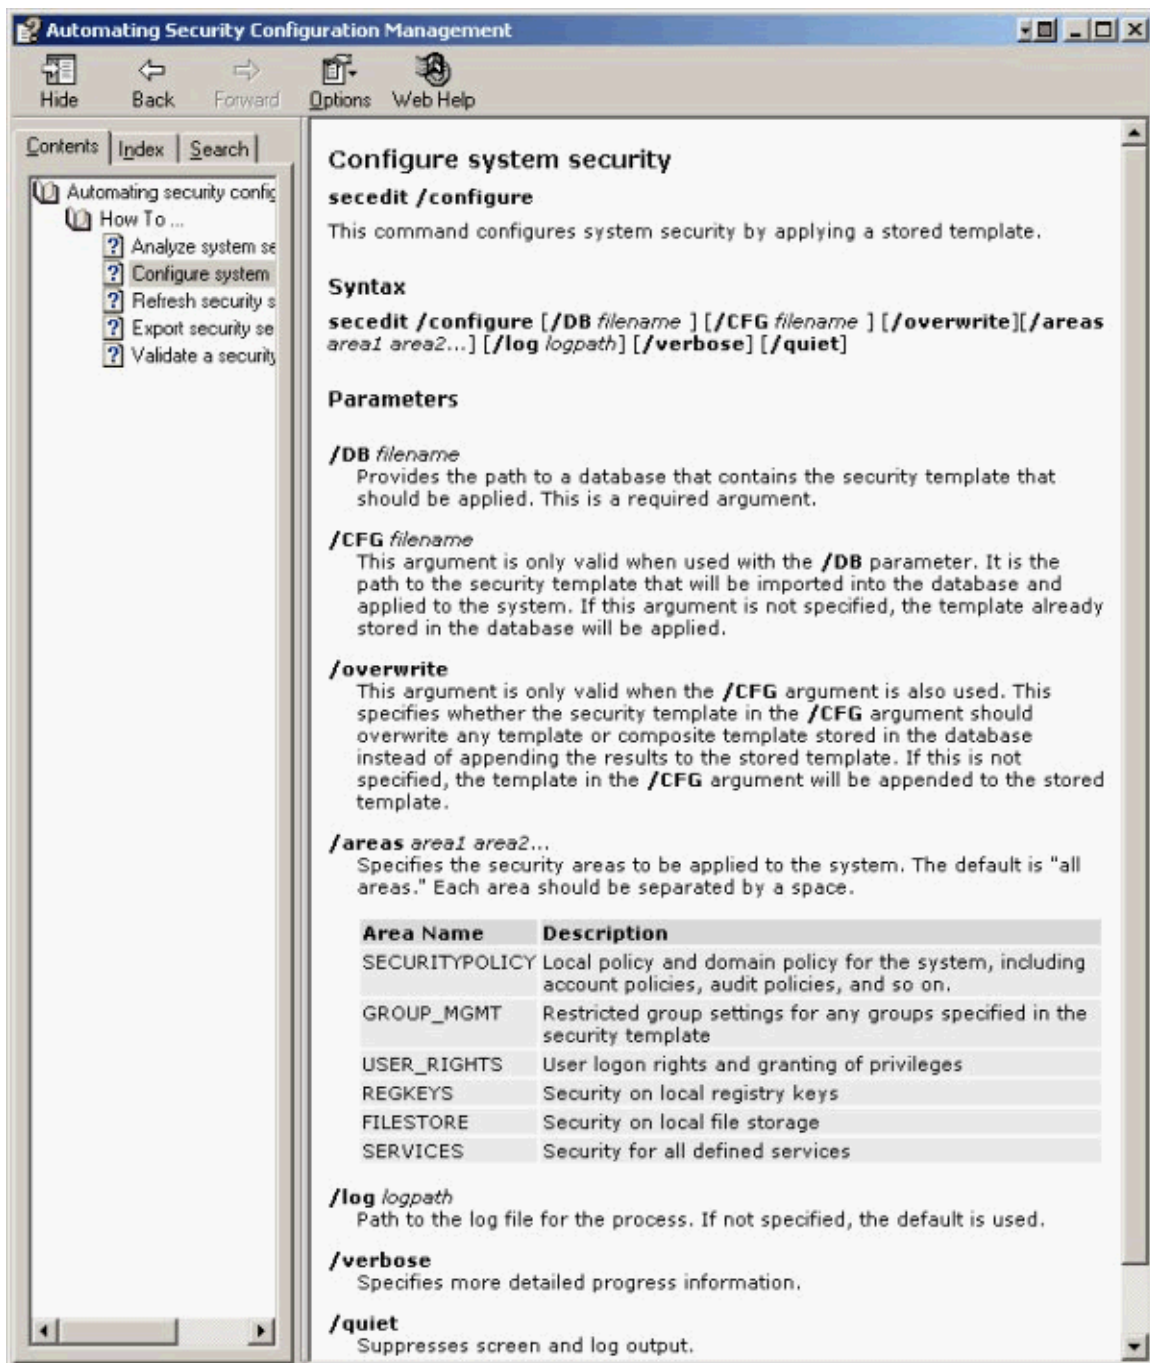 Automating Security Configuration Management
Hide Back Forward Options Web Help
Contents Index Search
Automating security config
How To ...
Analyze system se
Configure system
Refresh security s
Export security se
Validate a security
Configure system security
secedit /configure
This command configures system security by applying a stored template.
Syntax
secedit /configure [/DB filename ] [/CFG filename ] [/overwrite][/areas
area1 area2...] [/log logpath] [/verbose] [/quiet]
Parameters
/DB filename
Provides the path to a database that contains the security template that
should be applied. This is a required argument.
/CFG filename
This argument is only valid when used with the /DB parameter. It is the
path to the security template that will be imported into the database and
applied to the system. If this argument is not specified, the template already
stored in the database will be applied.
/overwrite
This argument is only valid when the /CFG argument is also used. This
specifies whether the security template in the /CFG argument should
overwrite any template or composite template stored in the database
instead of appending the results to the stored template. If this is not
specified, the template in the /CFG argument will be appended to the stored
template.
/areas area1 area2...
Specifies the security areas to be applied to the system. The default is "all
areas." Each area should be separated by a space.
Area Name Description
SECURITYPOLICY Local policy and domain policy for the system, including
account policies, audit policies, and so on.
GROUP_MGMT Restricted group settings for any groups specified in the
security template
USER_RIGHTS User logon rights and granting of privileges
REGKEYS Security on local registry keys
FILESTORE Security on local file storage
SERVICES Security for all defined services
/log logpath
Path to the log file for the process. If not specified, the default is used.
/verbose
Specifies more detailed progress information.
/quiet
Suppresses screen and log output.